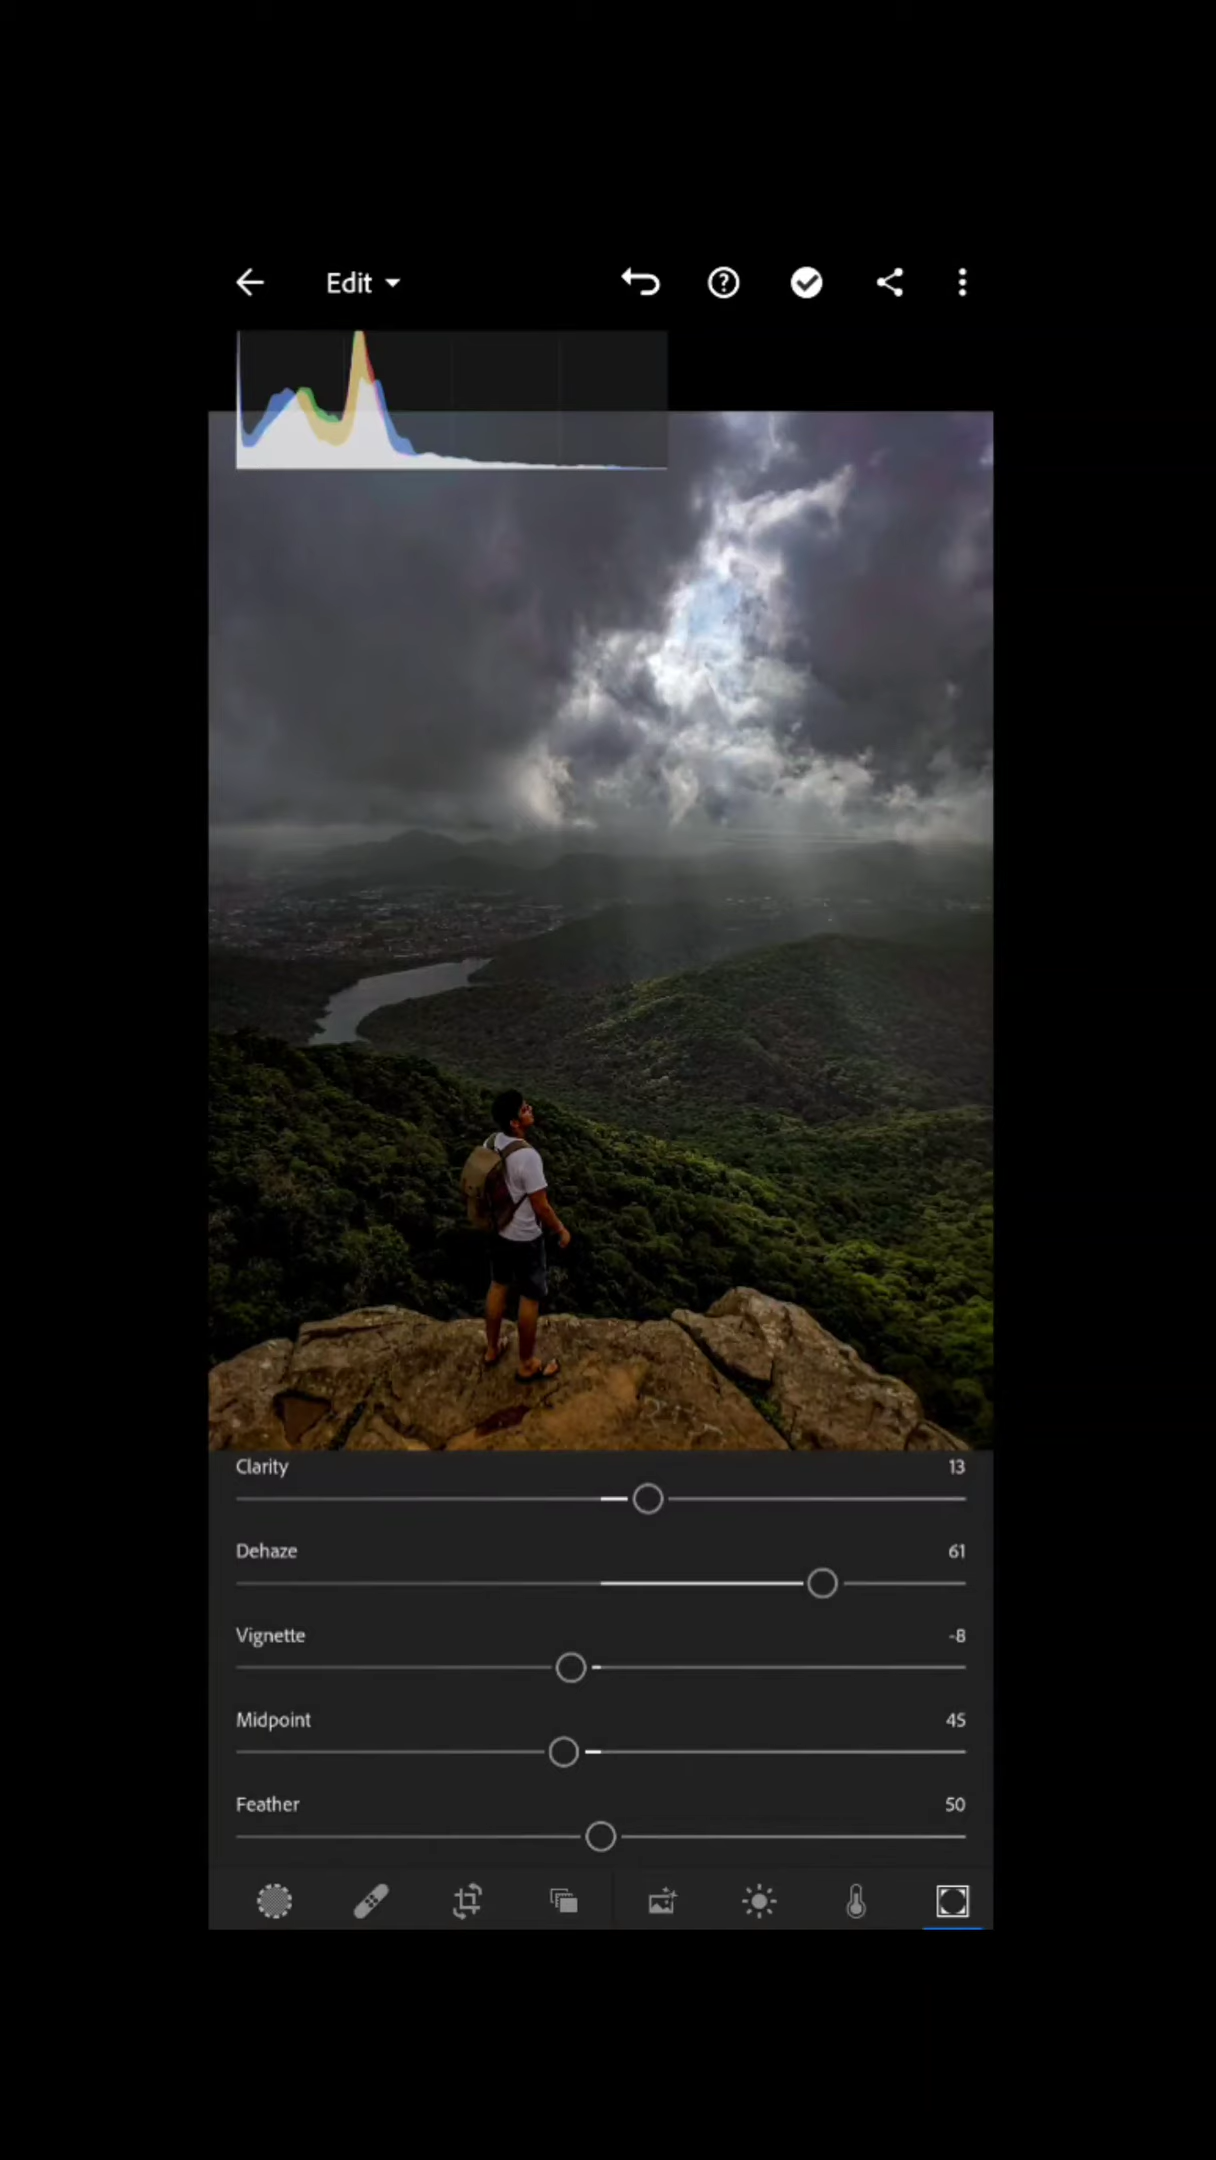 Edit
Clarity 13
Dehaze 61
Vignette -8
Midpoint 45
Feather 50